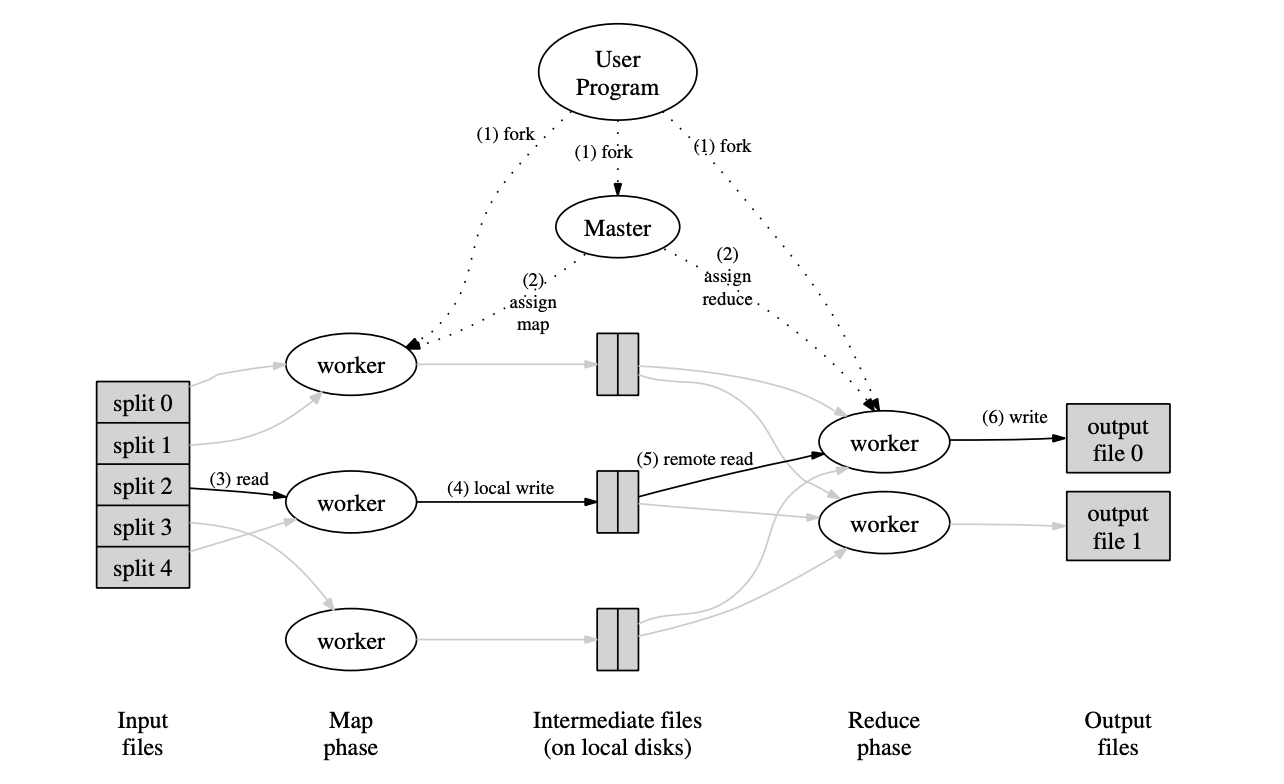 User
Program
(1) fork
(1) fork
(1) fork
Master
(2)
assign
map
(2)
assign
reduce
worker
split 0
split 1
split 2
split 3
split 4
(3) read
worker
(4) local write
(5) remote read
worker
worker
(6) write
output
file 0
worker
output
file 1
Input
files
Map
phase
Intermediate files
(on local disks)
Reduce
phase
Output
files